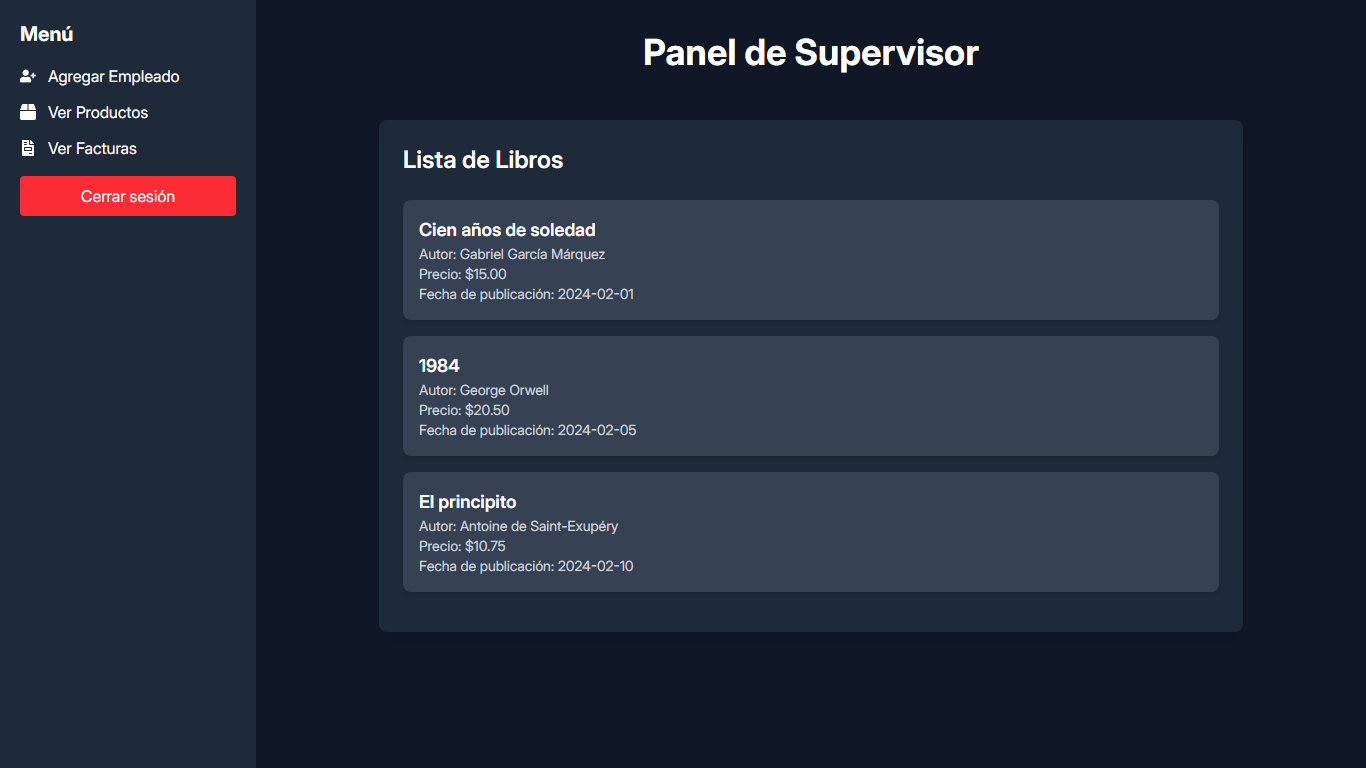 Menú
Agregar Empleado
Ver Productos
Ver Facturas
Cerrar sesión
Panel de Supervisor
Lista de Libros
Cien años de soledad
Autor: Gabriel García Márquez
Precio: $15.00
Fecha de publicación: 2024-02-01
1984
Autor: George Orwell
Precio: $20.50
Fecha de publicación: 2024-02-05
El principito
Autor: Antoine de Saint-Exupéry
Precio: $10.75
Fecha de publicación: 2024-02-10